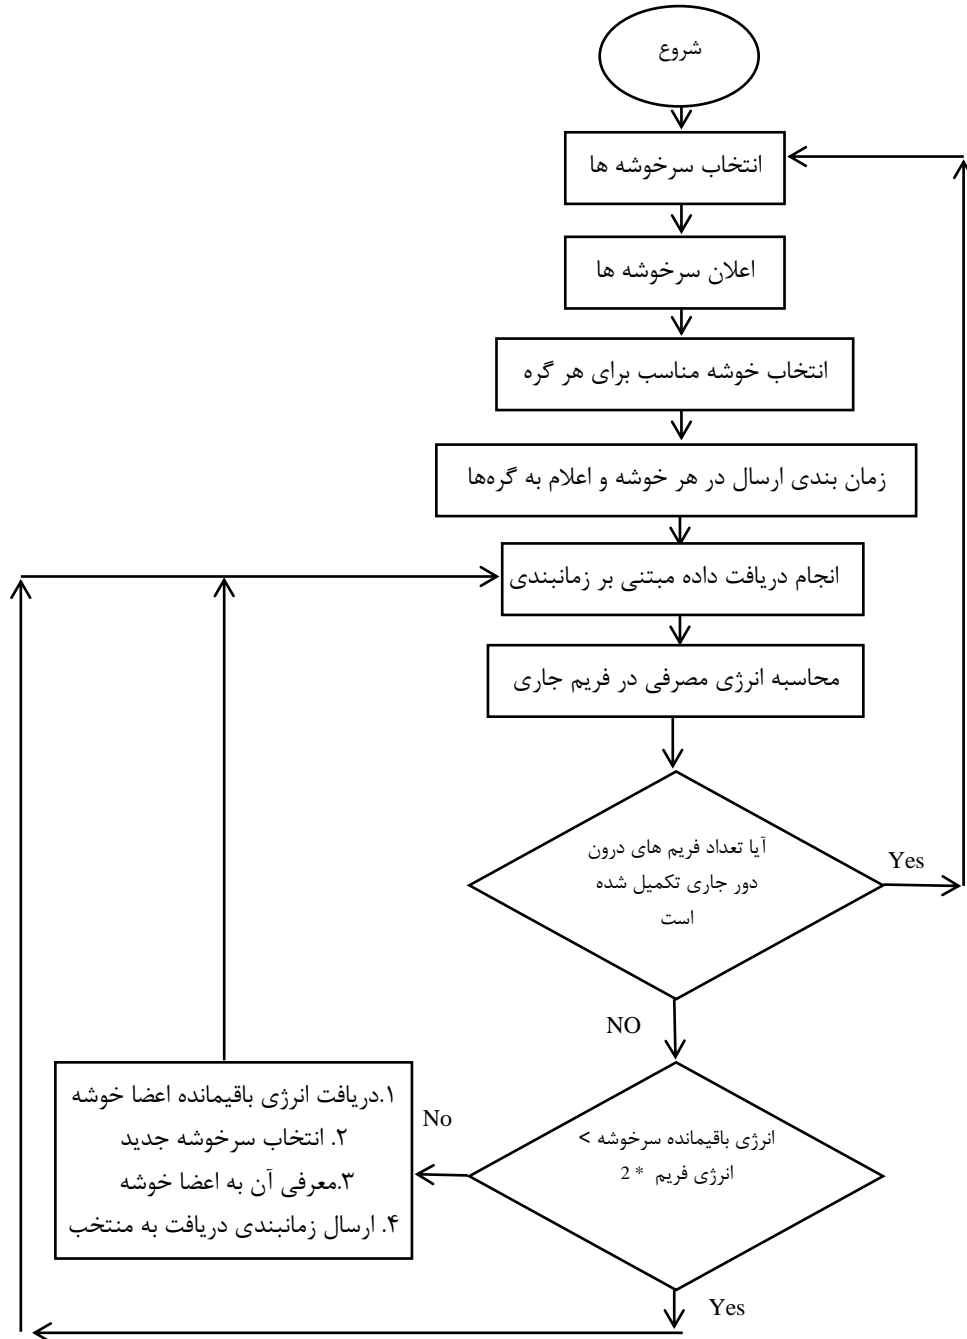 شروع
انتخاب سرخوشه ها
اعلان سرخوشه ها
انتخاب خوشه مناسب برای هر گره
زمان بندی ارسال در هر خوشه و اعلام به گره‌ها
انجام دریافت داده مبتنی بر زمانبندی
محاسبه انرژی مصرفی در فریم جاری
آیا تعداد فریم های درون
دور جاری تکمیل شده
است
Yes
NO
انرژی باقیمانده سرخوشه >
انرژی فریم * 2
No
۱.دریافت انرژی باقیمانده اعضا خوشه
۲. انتخاب سرخوشه جدید
۳.معرفی آن به اعضا خوشه
۴. ارسال زمانبندی دریافت به منتخب
Yes